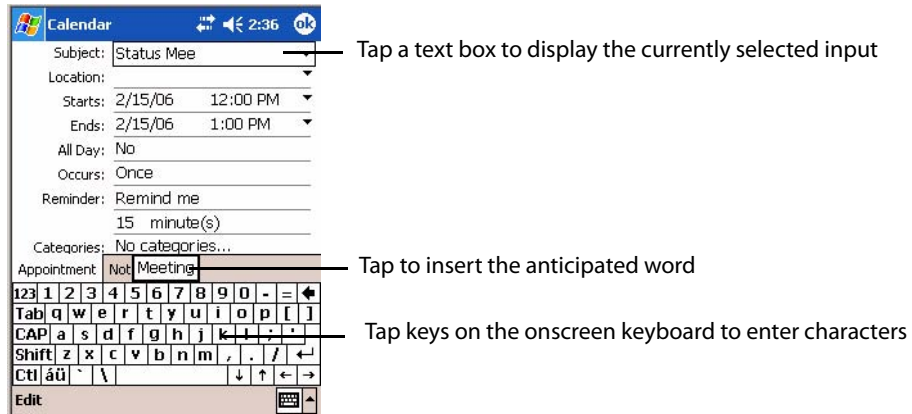 Calendar 2:36 ok
Subject: Status Mee
Tap a text box to display the currently selected input
Location:
Starts: 2/15/06 12:00 PM
Ends: 2/15/06 1:00 PM
All Day: No
Occurs: Once
Reminder: Remind me
15 minute(s)
Categories: No categories...
Appointment Not Meeting
Tap to insert the anticipated word
123 1 2 3 4 5 6 7 8 9 0 - =
Tab q w e r t y u i o p [ ]
CAP a s d f g h j k l ; '
Tap keys on the onscreen keyboard to enter characters
Shift z x c v b n m , . /
Ctl áü ` \
Edit